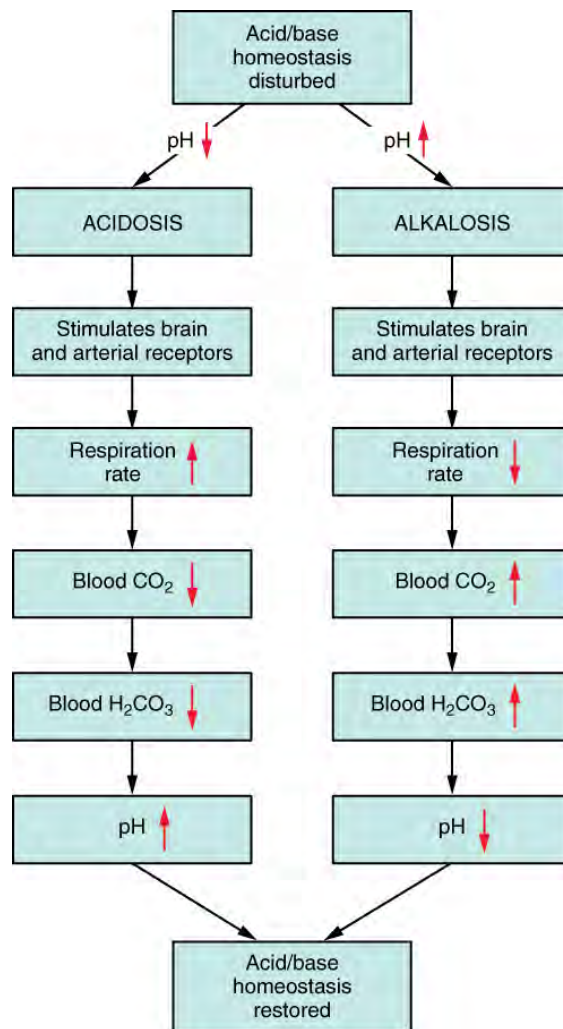 Acid/base
homeostasis
disturbed
pH
pH
ACIDOSIS
ALKALOSIS
Stimulates brain
and arterial receptors
Stimulates brain
and arterial receptors
Respiration
rate
Respiration
rate
Blood CO₂
Blood CO₂
Blood H₂CO₃
Blood H₂CO₃
pH
pH
Acid/base
homeostasis
restored